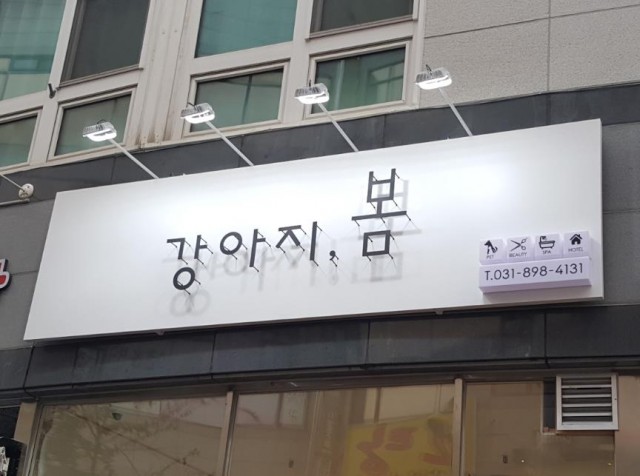 강아지, 봄
PET BEAUTY SPA HOTEL
T.031-898-4131